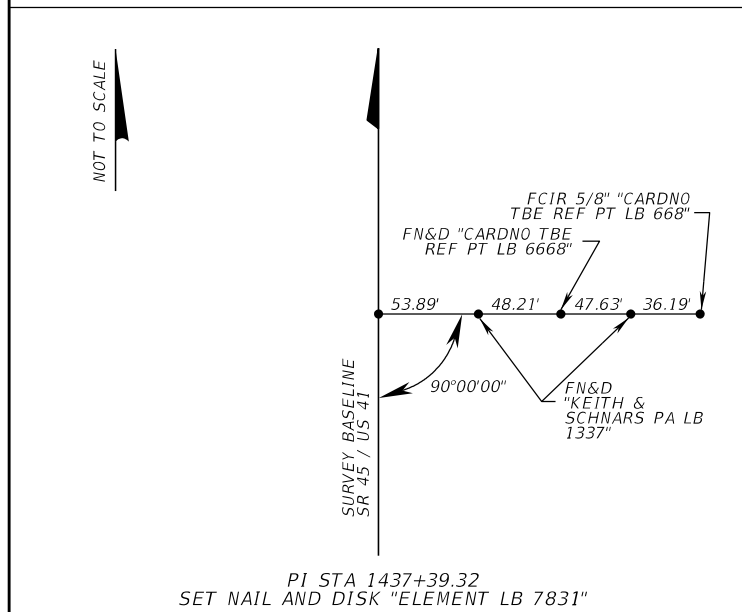 NOT TO SCALE
FCIR 5/8" "CARDNO
TBE REF PT LB 668"
FN&D "CARDNO TBE
REF PT LB 6668"
53.89'
48.21'
47.63'
36.19'
90°00'00"
FN&D
"KEITH &
SCHNARS PA LB
1337"
SURVEY BASELINE
SR 45 / US 41
PI STA 1437+39.32
SET NAIL AND DISK "ELEMENT LB 7831"